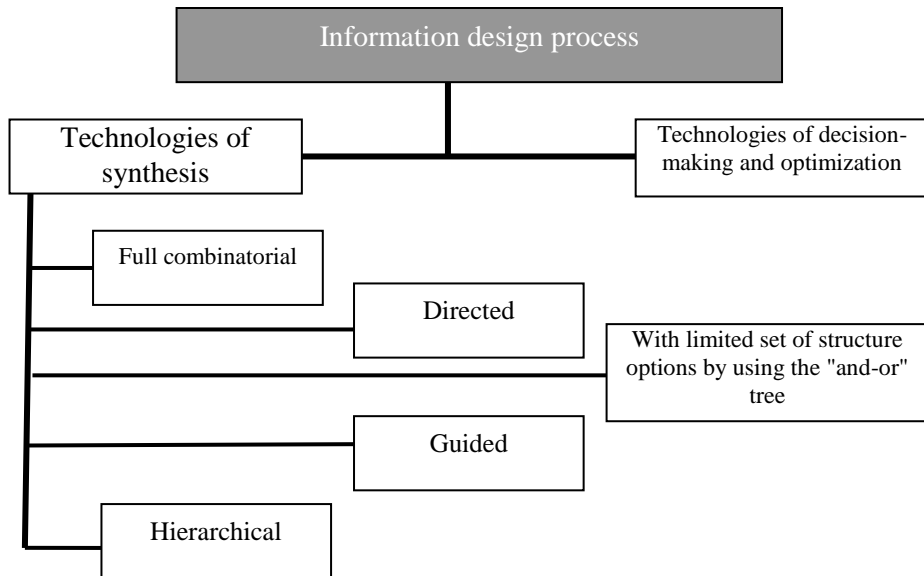 Information design process
Technologies of
synthesis
Technologies of decision-
making and optimization
Full combinatorial
Directed
With limited set of structure
options by using the "and-or"
tree
Guided
Hierarchical